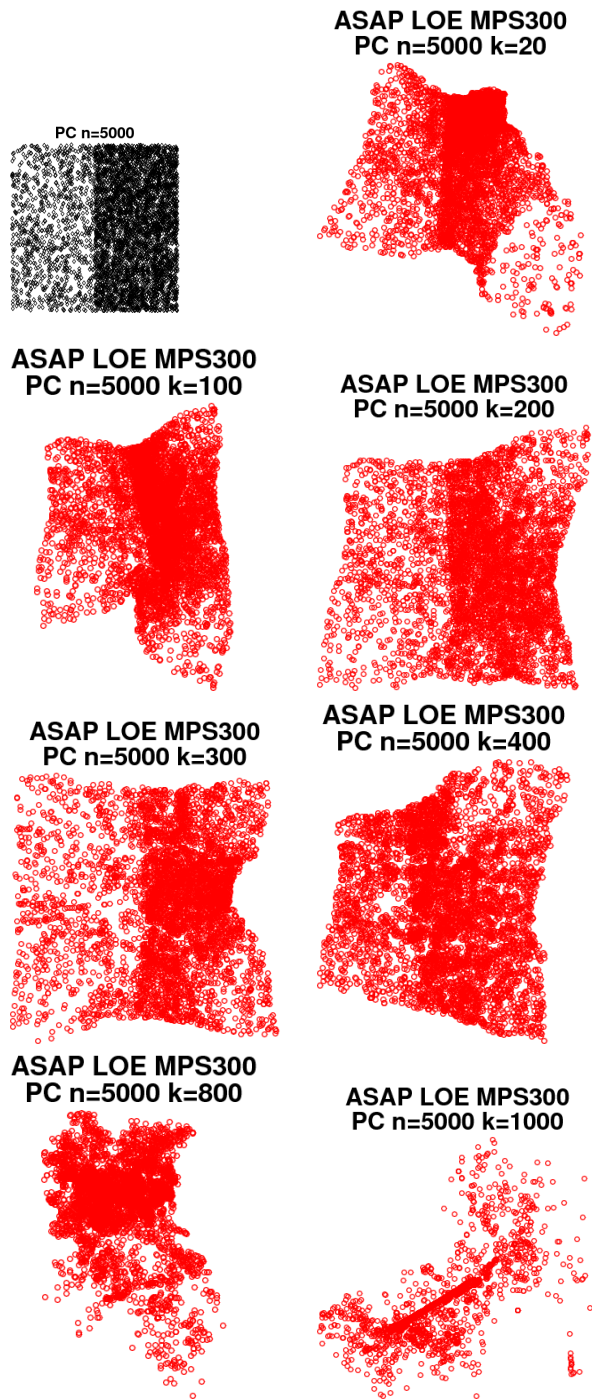 PC n=5000
ASAP LOE MPS300
PC n=5000 k=20
ASAP LOE MPS300
PC n=5000 k=100
ASAP LOE MPS300
PC n=5000 k=200
ASAP LOE MPS300
PC n=5000 k=300
ASAP LOE MPS300
PC n=5000 k=400
ASAP LOE MPS300
PC n=5000 k=800
ASAP LOE MPS300
PC n=5000 k=1000